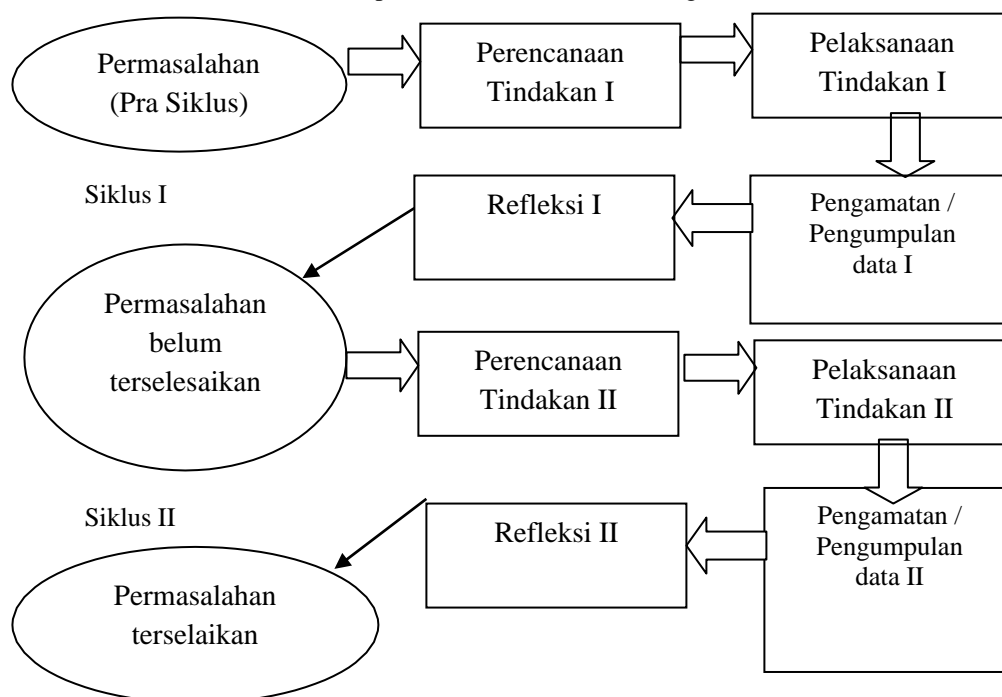 Permasalahan
(Pra Siklus)
Perencanaan
Tindakan I
Pelaksanaan
Tindakan I
Siklus I
Refleksi I
Pengamatan /
Pengumpulan
data I
Permasalahan
belum
terselesaikan
Perencanaan
Tindakan II
Pelaksanaan
Tindakan II
Siklus II
Refleksi II
Pengamatan /
Pengumpulan
data II
Permasalahan
terselaikan